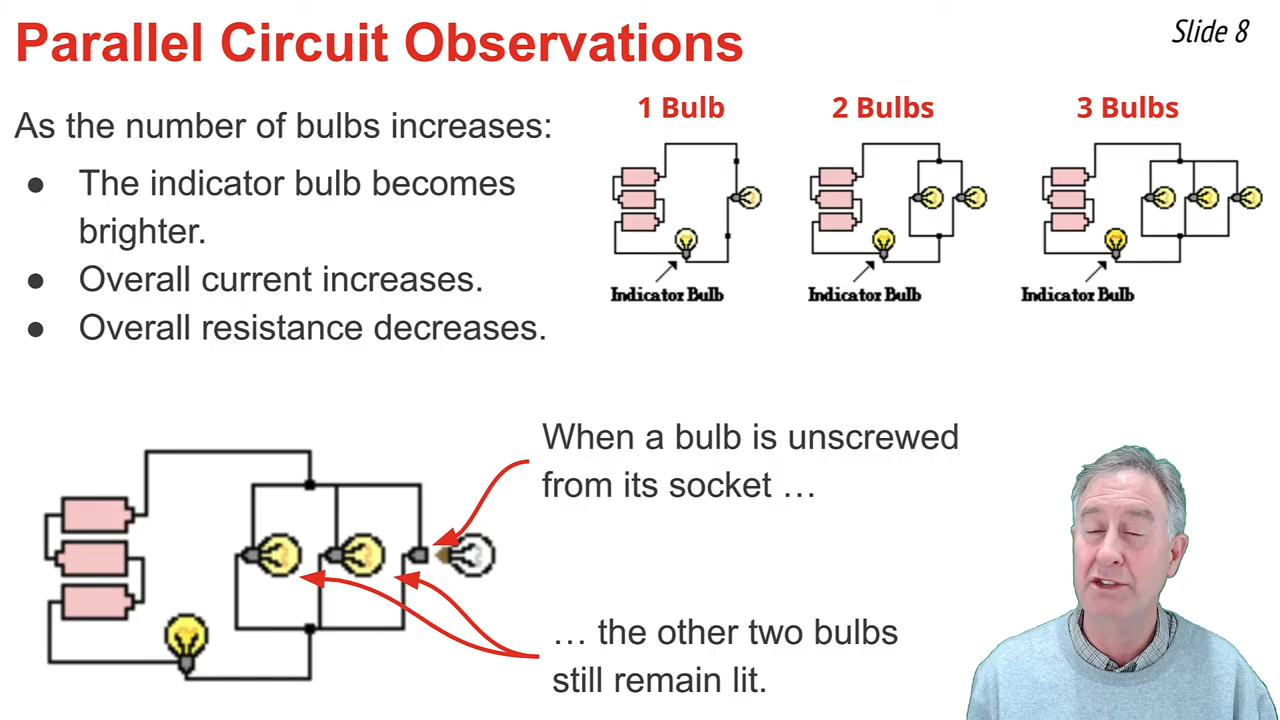 Parallel Circuit Observations
Slide 8
As the number of bulbs increases:
● The indicator bulb becomes
brighter.
● Overall current increases.
● Overall resistance decreases.
1 Bulb
2 Bulbs
3 Bulbs
Indicator Bulb
Indicator Bulb
Indicator Bulb
When a bulb is unscrewed
from its socket …
… the other two bulbs
still remain lit.